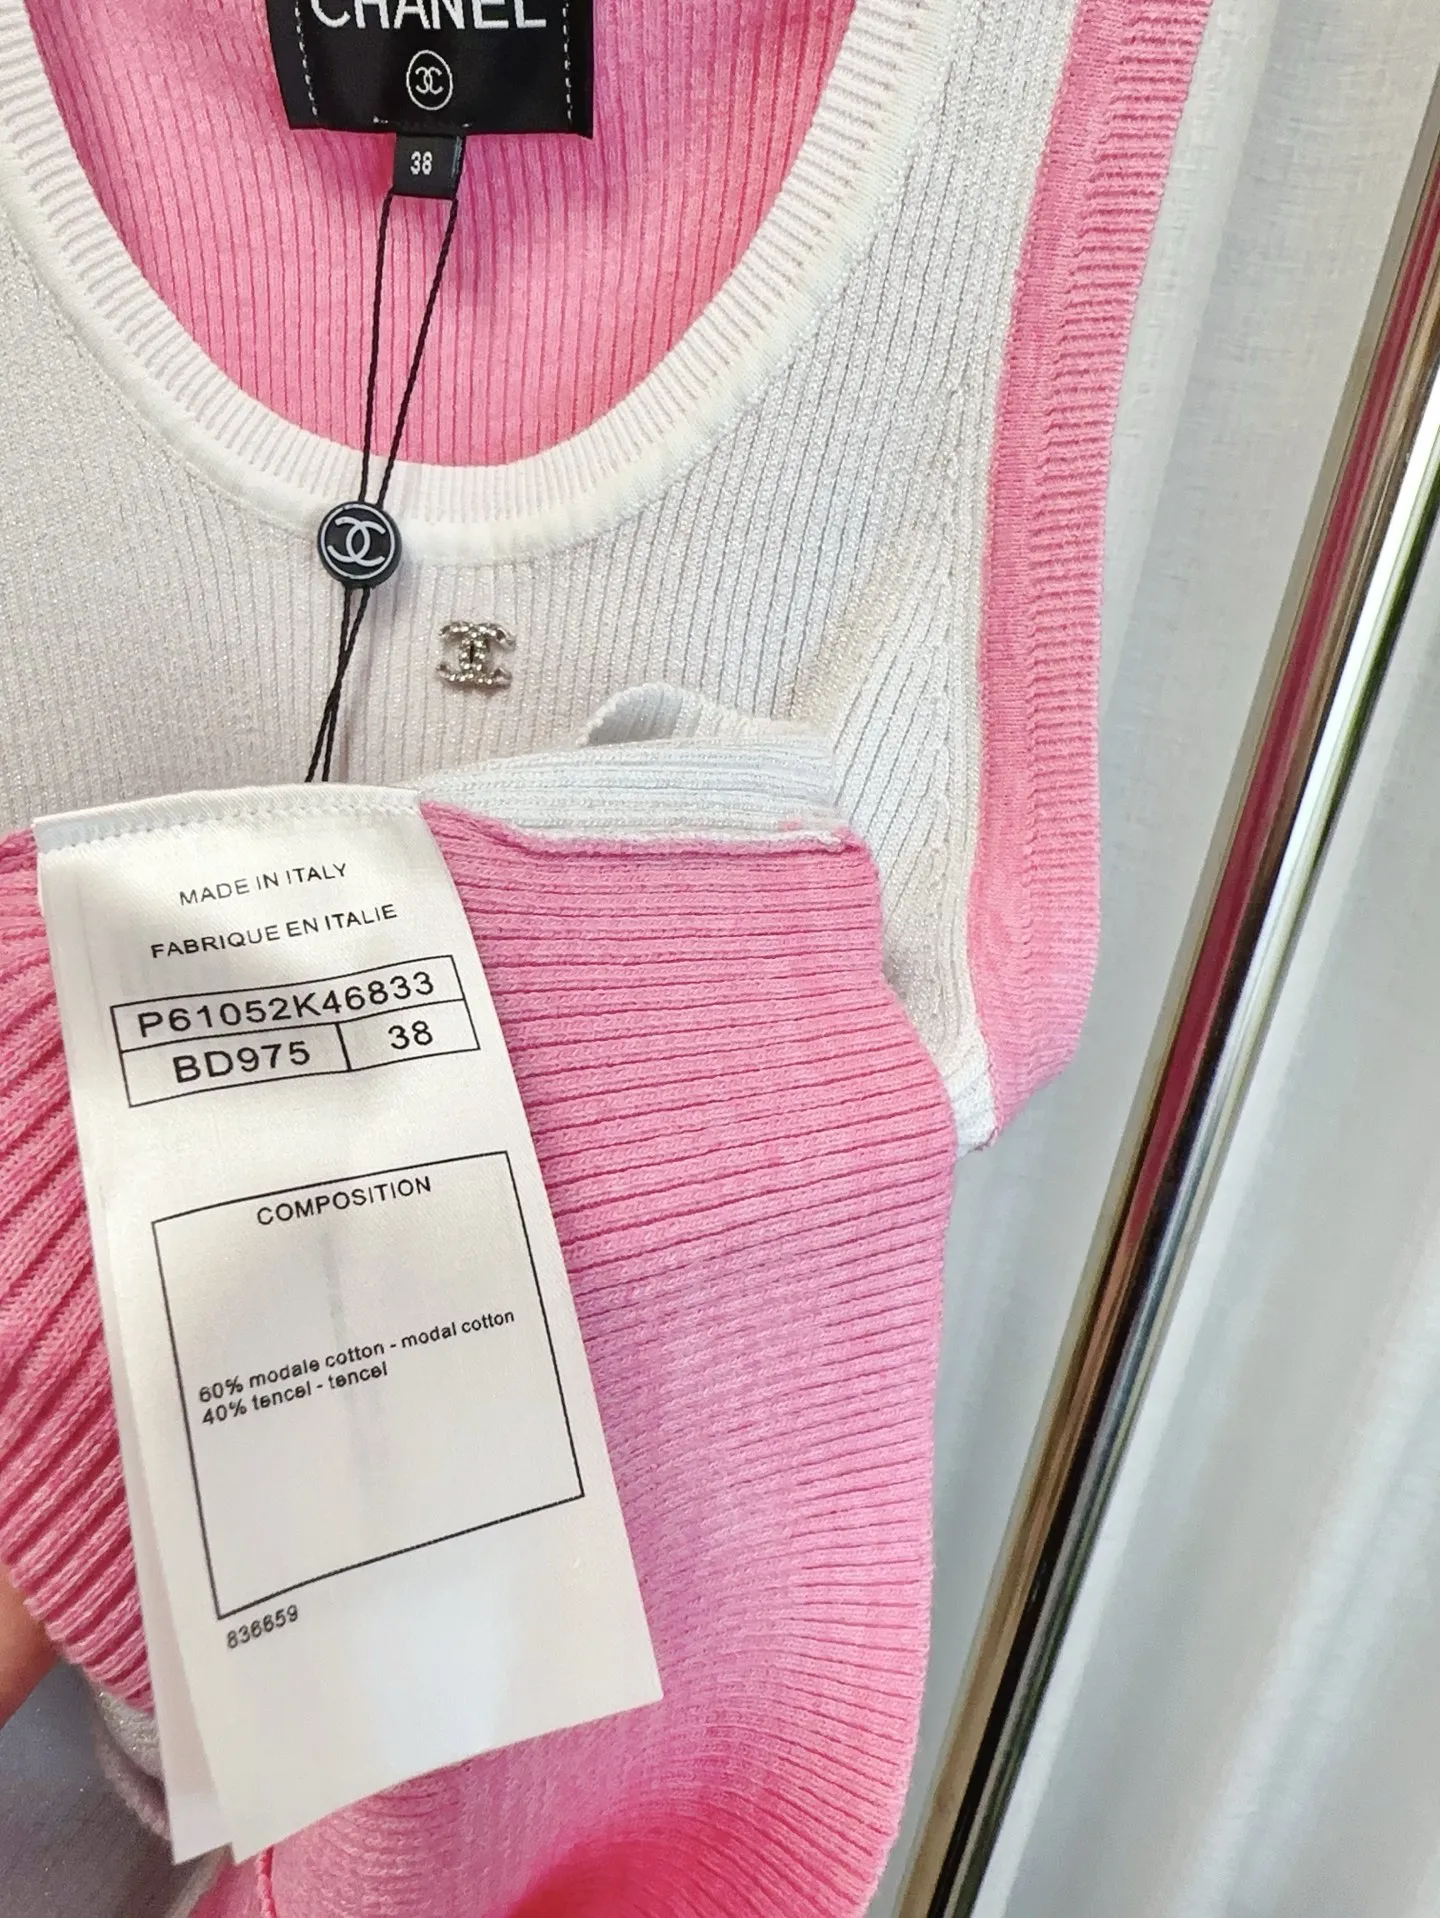 CHANEL
38
MADE IN ITALY
FABRIQUE EN ITALIE
P61052K46833
BD975 38
COMPOSITION
60% modale cotton - modal cotton
40% tencel - tencel
836659